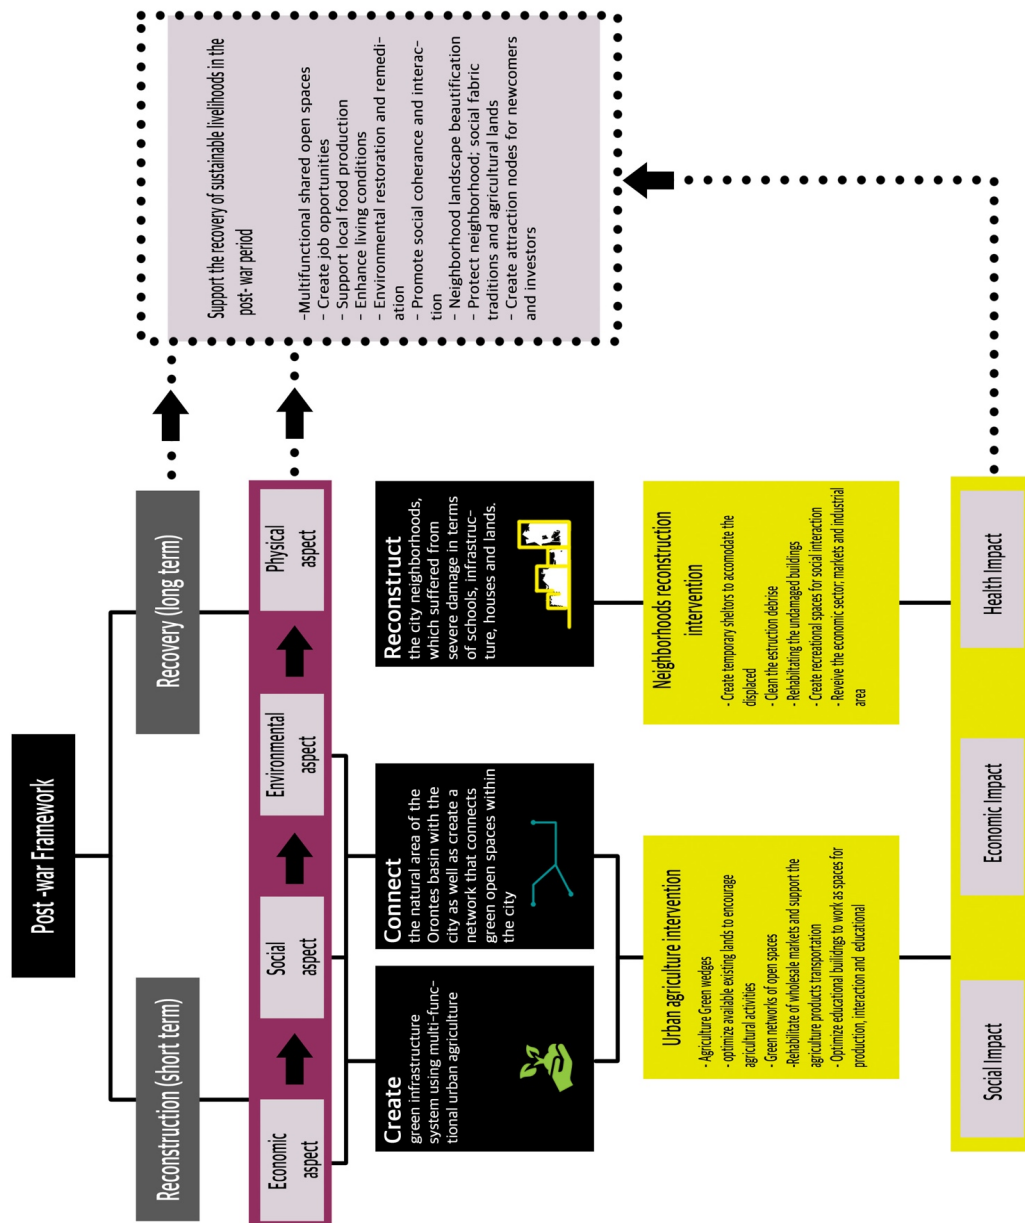 Post -war Framework
Reconstruction (short term)
Recovery (long term)
Economic
aspect
Social
aspect
Environmental
aspect
Physical
aspect
Create
green infrastructure
system using multi-func-
tional urban agriculture
Connect
the natural area of the
Orontes basin with the
city as well as create a
network that connects
green open spaces within
the city
Reconstruct
the city neighborhoods,
which suffered from
severe damage in terms
of schools, infrastruc-
ture, houses and lands.
Urban agriculture intervention
- Agriculture Green wedges
- optimize available existing lands to encourage
agricultural activities
- Green networks of open spaces
-Rehabilitate of wholesale markets and support the
agriculture products transportation
- Optimize educational builidngs to work as spaces for
production, interaction and educational
Neighborhoods reconstruction
intervention
- Create temporary sheltors to accomodate the
displaced
- Clean the estruction debrise
- Rehabiltating the undamaged buildings
- Create recreational spaces for social interaction
- Reveive the economic sector; markets and industrial
area
Social Impact
Economic Impact
Health Impact
Support the recovery of sustainable livelihoods in the
post- war period
-Multifunctional shared open spaces
- Create job opportunities
- Support local food production
- Enhance living conditions
- Environmental restoration and remedi-
ation
- Promote social coherance and interac-
tion
- Neighborhood landscape beautification
- Protect neighborhood; social fabric
traditions and agricultural lands
- Create attraction nodes for newcomers
and investors